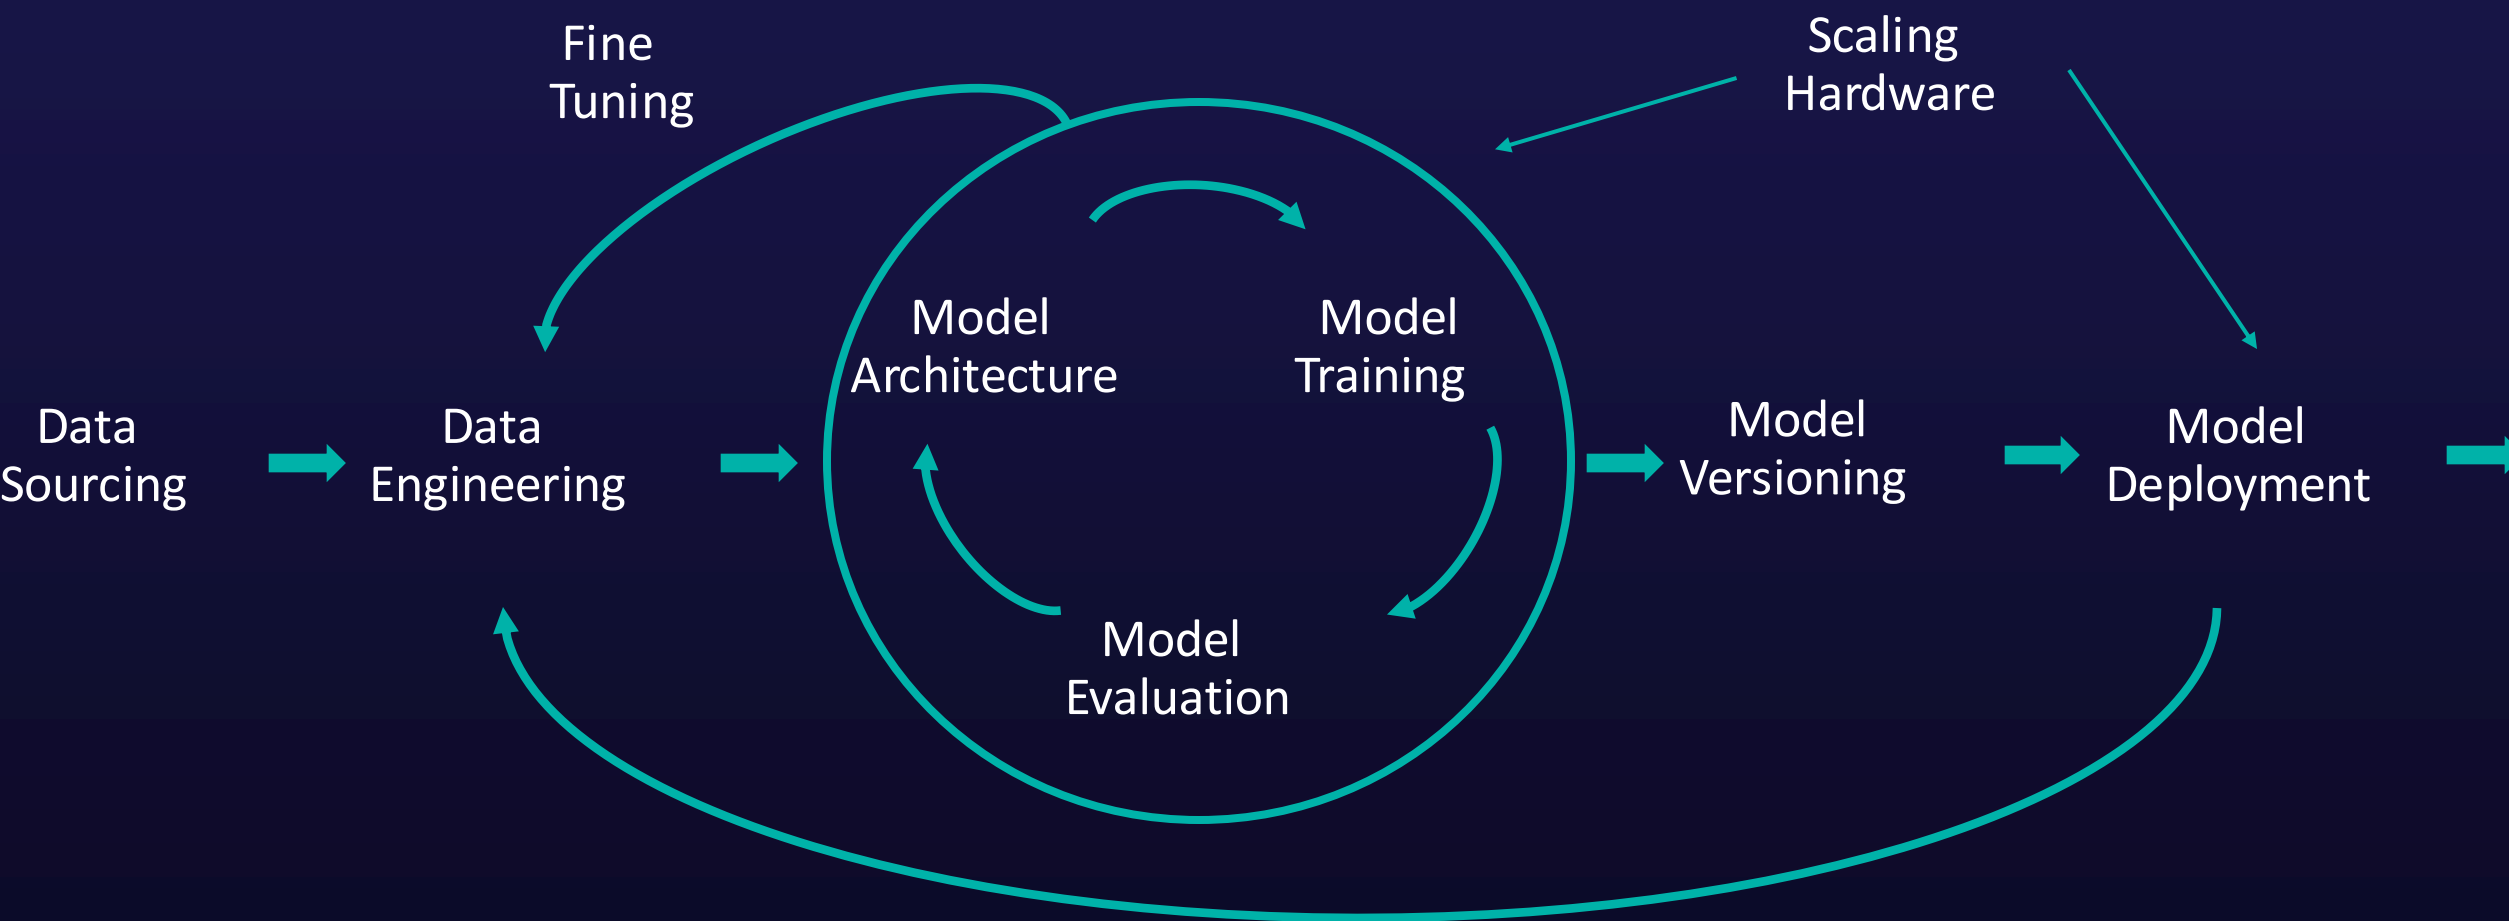 Fine
Tuning
Scaling
Hardware
Data
Sourcing
Data
Engineering
Model
Architecture
Model
Training
Model
Evaluation
Model
Versioning
Model
Deployment